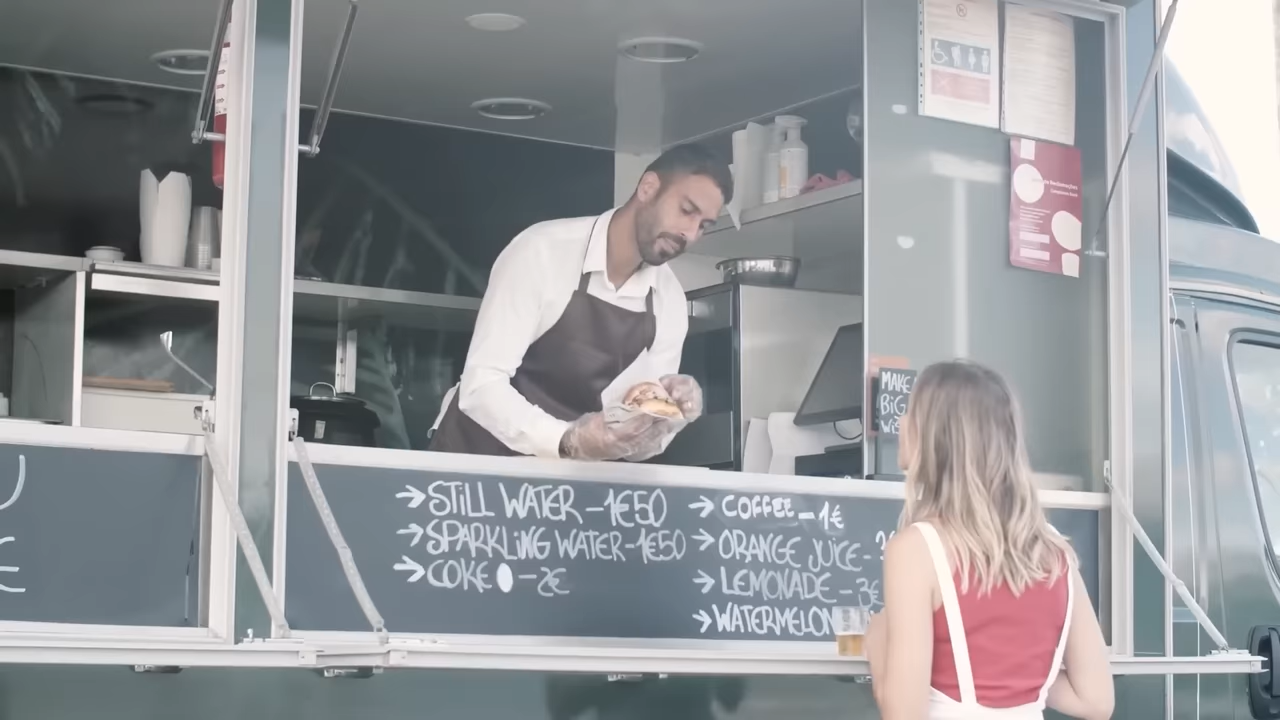 MAKE
BIG
→ STiLL WATER - 1€50
→ SPARKLiNG WATER - 1€50
→ COKE - 2€
→ COFFEE - 1€
→ ORANGE JUICE - 3€
→ LEMONADE - 3€
→ WATERMELON